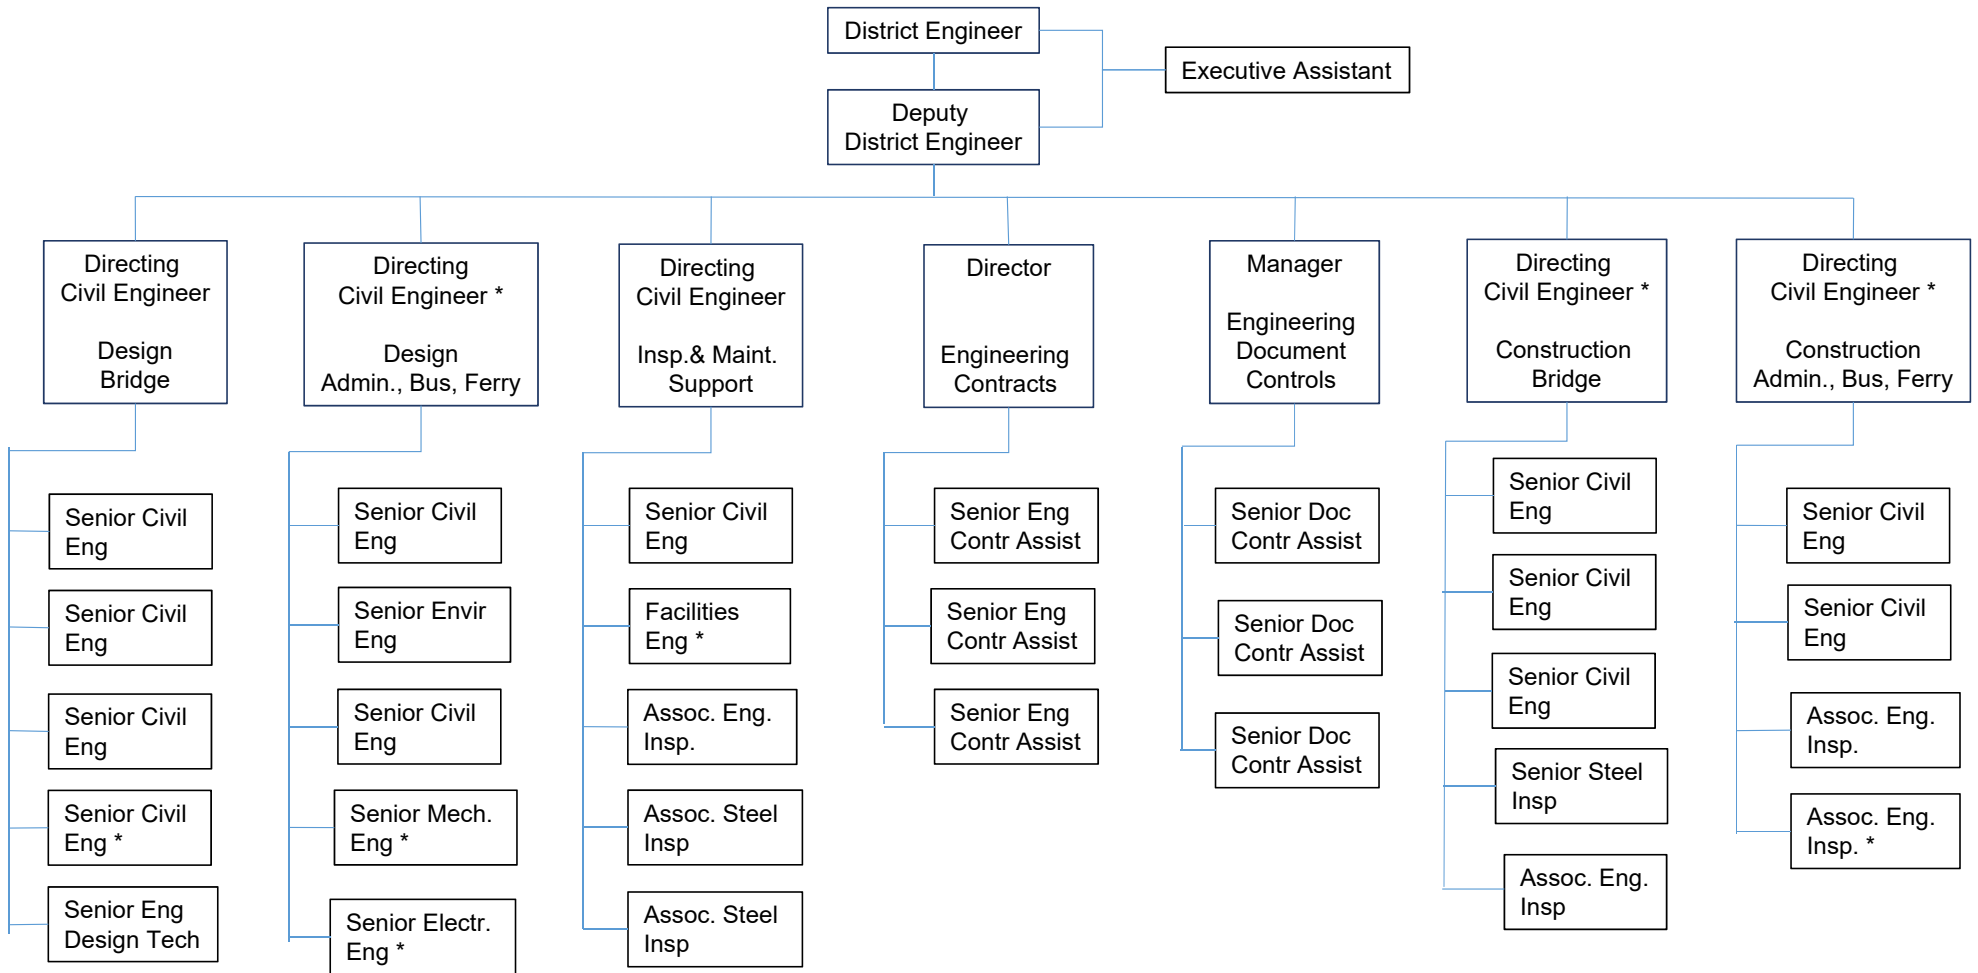 District Engineer
Executive Assistant
Deputy
District Engineer
Directing
Civil Engineer
Design
Bridge
Directing
Civil Engineer *
Design
Admin., Bus, Ferry
Directing
Civil Engineer
Insp.& Maint.
Support
Director
Engineering
Contracts
Manager
Engineering
Document
Controls
Directing
Civil Engineer *
Construction
Bridge
Directing
Civil Engineer *
Construction
Admin., Bus, Ferry
Senior Civil
Eng
Senior Civil
Eng
Senior Civil
Eng
Senior Civil
Eng *
Senior Eng
Design Tech
Senior Civil
Eng
Senior Envir
Eng
Senior Civil
Eng
Senior Mech.
Eng *
Senior Electr.
Eng *
Senior Civil
Eng
Facilities
Eng *
Assoc. Eng.
Insp.
Assoc. Steel
Insp
Assoc. Steel
Insp
Senior Eng
Contr Assist
Senior Eng
Contr Assist
Senior Eng
Contr Assist
Senior Doc
Contr Assist
Senior Doc
Contr Assist
Senior Doc
Contr Assist
Senior Civil
Eng
Senior Civil
Eng
Senior Civil
Eng
Senior Steel
Insp
Assoc. Eng.
Insp
Senior Civil
Eng
Senior Civil
Eng
Assoc. Eng.
Insp.
Assoc. Eng.
Insp. *